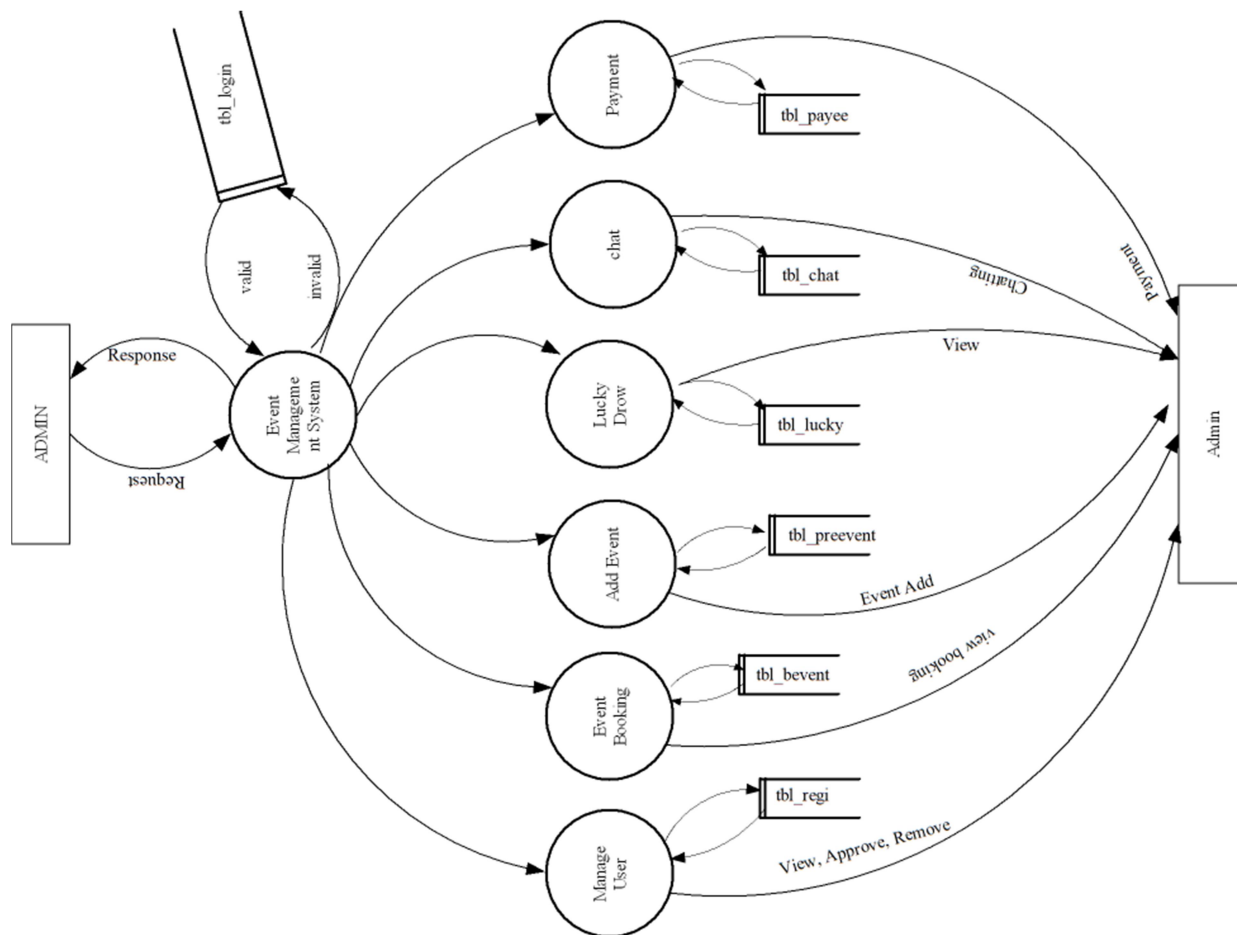 tbl_login
Payment
tbl_payee
valid
invalid
chat
tbl_chat
Payment
Chatting
ADMIN
Response
Request
Event
Manageme
nt System
Lucky
Drow
tbl_lucky
View
Admin
Add Event
tbl_preevent
Event Add
Event
Booking
tbl_bevent
view booking
Manage
User
tbl_regi
View, Approve, Remove